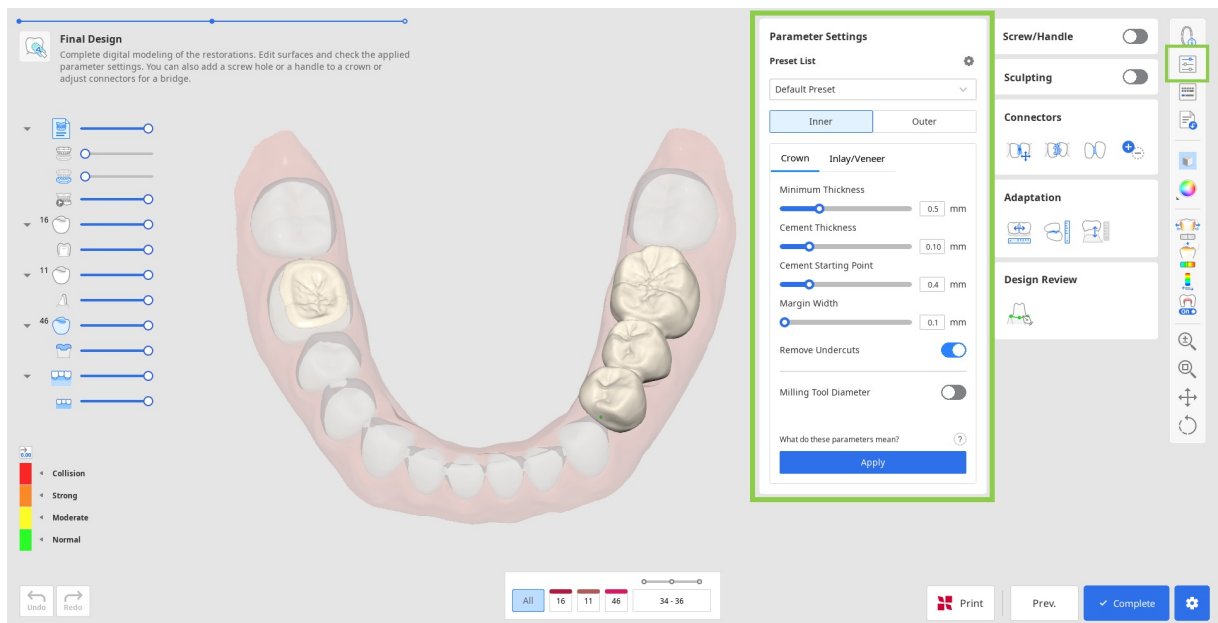 Final Design
Complete digital modeling of the restorations. Edit surfaces and check the applied
parameter settings. You can also add a screw hole or a handle to a crown or
adjust connectors for a bridge.
16
11
46
0.00
Collision
Strong
Moderate
Normal
Undo
Redo
All
16
11
46
34 - 36
Parameter Settings
Preset List
Default Preset
Inner
Outer
Crown
Inlay/Veneer
Minimum Thickness
0.5 mm
Cement Thickness
0.10 mm
Cement Starting Point
0.4 mm
Margin Width
0.1 mm
Remove Undercuts
Milling Tool Diameter
What do these parameters mean?
?
Apply
Screw/Handle
Sculpting
Connectors
Adaptation
Design Review
ON
Print
Prev.
Complete